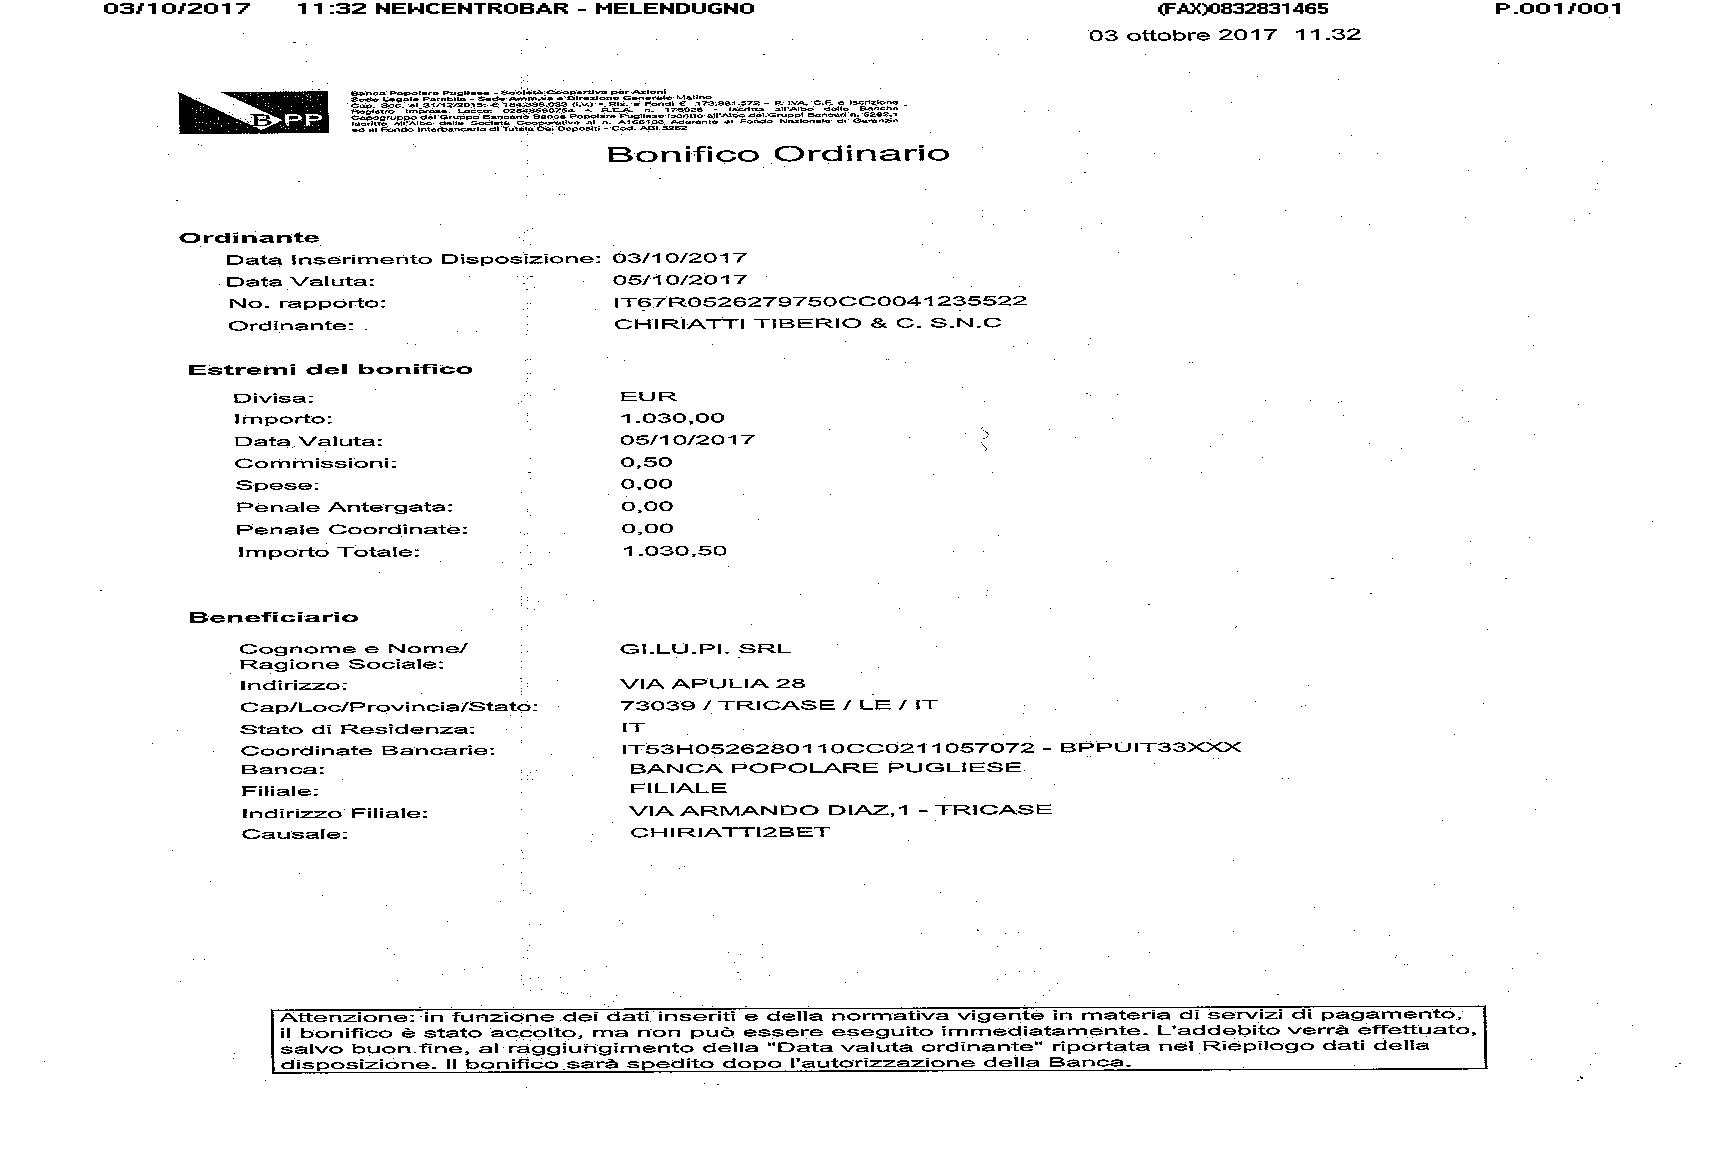 03/10/2017 11:32 NEWCENTROBAR - MELENDUGNO (FAX)0832831465 P.001/001
03 ottobre 2017 11.32
BPP
Banca Popolare Pugliese - Società Cooperativa per Azioni
Sede Legale Parabita - Sede Amm.va e Direzione Generale Matino
Bonifico Ordinario
Ordinante
Data Inserimento Disposizione: 03/10/2017
Data Valuta: 05/10/2017
No. rapporto: IT67R0526279750CC0041235522
Ordinante: CHIRIATTI TIBERIO & C. S.N.C
Estremi del bonifico
Divisa: EUR
Importo: 1.030,00
Data Valuta: 05/10/2017
Commissioni: 0,50
Spese: 0,00
Penale Antergata: 0,00
Penale Coordinate: 0,00
Importo Totale: 1.030,50
Beneficiario
Cognome e Nome/ GI.LU.PI. SRL
Ragione Sociale:
Indirizzo: VIA APULIA 28
Cap/Loc/Provincia/Stato: 73039 / TRICASE / LE / IT
Stato di Residenza: IT
Coordinate Bancarie: IT53H0526280110CC0211057072 - BPPUIT33XXX
Banca: BANCA POPOLARE PUGLIESE
Filiale: FILIALE
Indirizzo Filiale: VIA ARMANDO DIAZ,1 - TRICASE
Causale: CHIRIATTI2BET
Attenzione: in funzione dei dati inseriti e della normativa vigente in materia di servizi di pagamento,
il bonifico è stato accolto, ma non può essere eseguito immediatamente. L'addebito verrà effettuato,
salvo buon fine, al raggiungimento della "Data valuta ordinante" riportata nel Riepilogo dati della
disposizione. Il bonifico sarà spedito dopo l'autorizzazione della Banca.